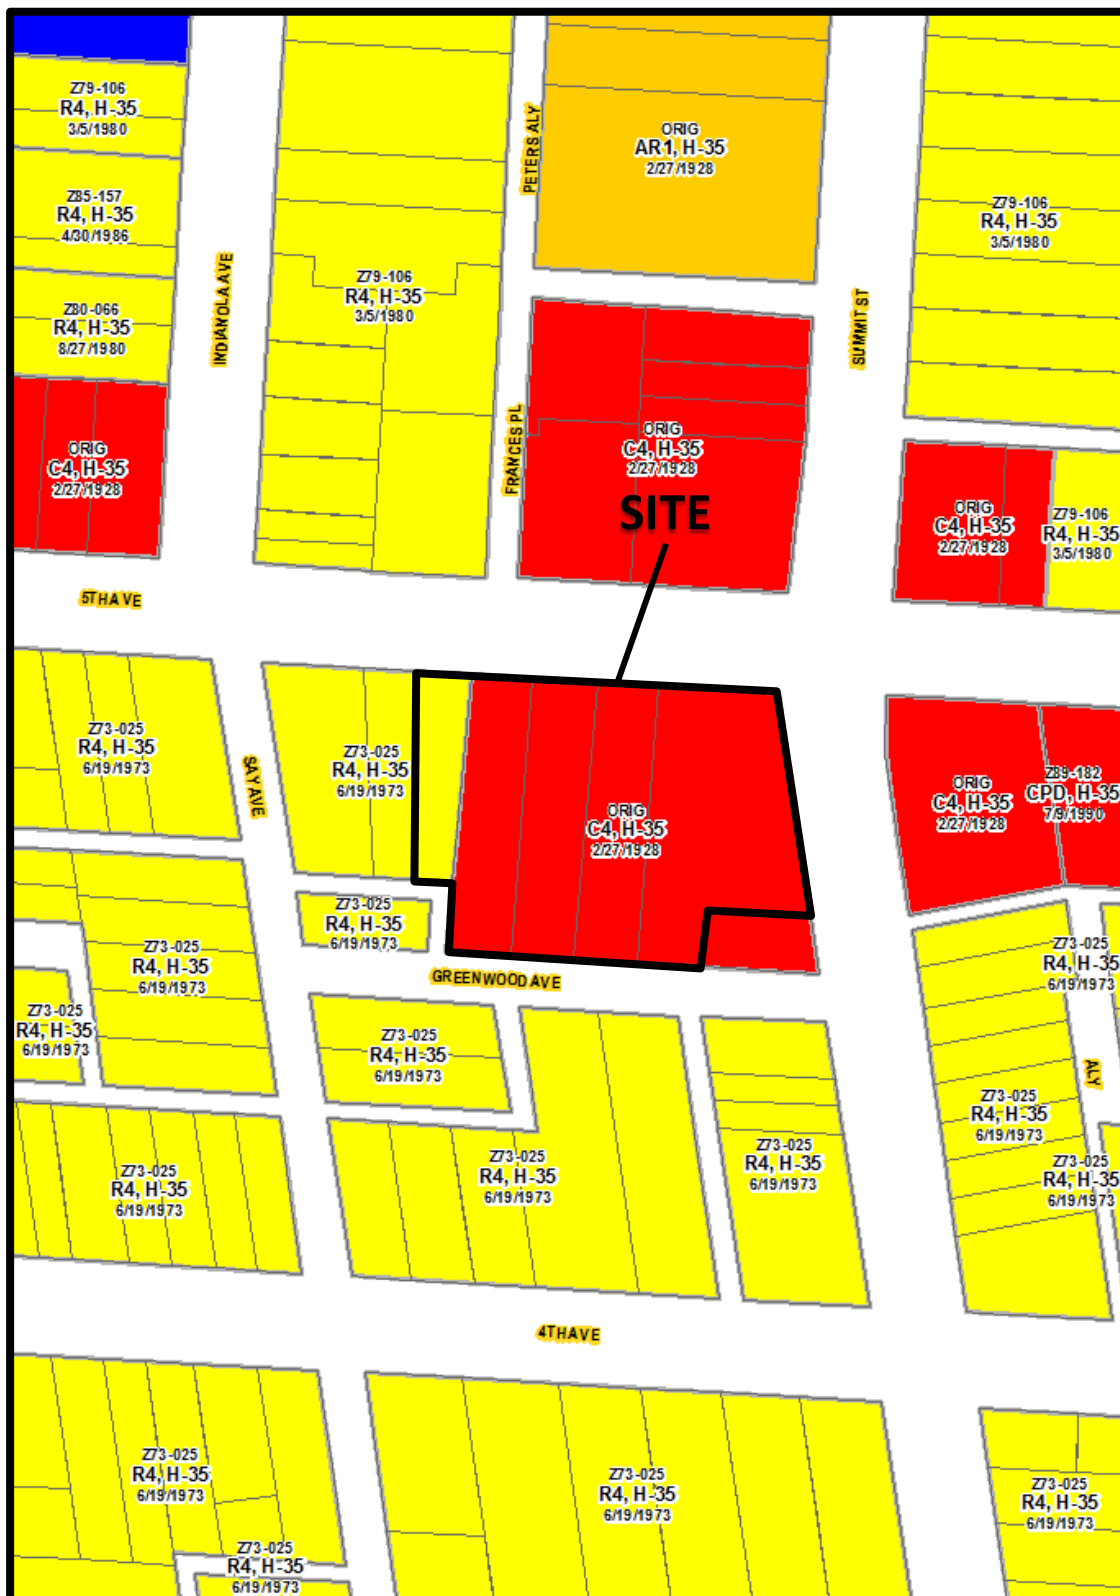 Z79-106
R4, H-35
3/5/1980
Z85-157
R4, H-35
4/30/1986
Z80-066
R4, H-35
8/27/1980
ORIG
C4, H-35
2/27/1928
INDIANOLA AVE
Z79-106
R4, H-35
3/5/1980
PETERS ALY
ORIG
AR1, H-35
2/27/1928
FRANCES PL
ORIG
C4, H-35
2/27/1928
SUMMIT ST
Z79-106
R4, H-35
3/5/1980
ORIG
C4, H-35
2/27/1928
Z79-106
R4, H-35
3/5/1980
SITE
5TH AVE
Z73-025
R4, H-35
6/19/1973
SAY AVE
Z73-025
R4, H-35
6/19/1973
ORIG
C4, H-35
2/27/1928
ORIG
C4, H-35
2/27/1928
Z89-182
CPD, H-35
7/9/1990
Z73-025
R4, H-35
6/19/1973
Z73-025
R4, H-35
6/19/1973
Z73-025
R4, H-35
6/19/1973
GREENWOOD AVE
Z73-025
R4, H-35
6/19/1973
Z73-025
R4, H-35
6/19/1973
ALY
Z73-025
R4, H-35
6/19/1973
Z73-025
R4, H-35
6/19/1973
Z73-025
R4, H-35
6/19/1973
Z73-025
R4, H-35
6/19/1973
Z73-025
R4, H-35
6/19/1973
Z73-025
R4, H-35
6/19/1973
4TH AVE
Z73-025
R4, H-35
6/19/1973
Z73-025
R4, H-35
6/19/1973
Z73-025
R4, H-35
6/19/1973
Z73-025
R4, H-35
6/19/1973